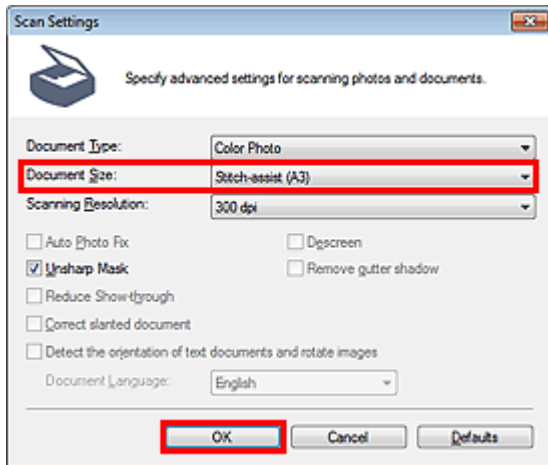 Scan Settings
Specify advanced settings for scanning photos and documents.
Document Type: Color Photo
Document Size: Stitch-assist (A3)
Scanning Resolution: 300 dpi
Auto Photo Fix Descreen
Unsharp Mask Remove gutter shadow
Reduce Show-through
Correct slanted document
Detect the orientation of text documents and rotate images
Document Language: English
OK Cancel Defaults